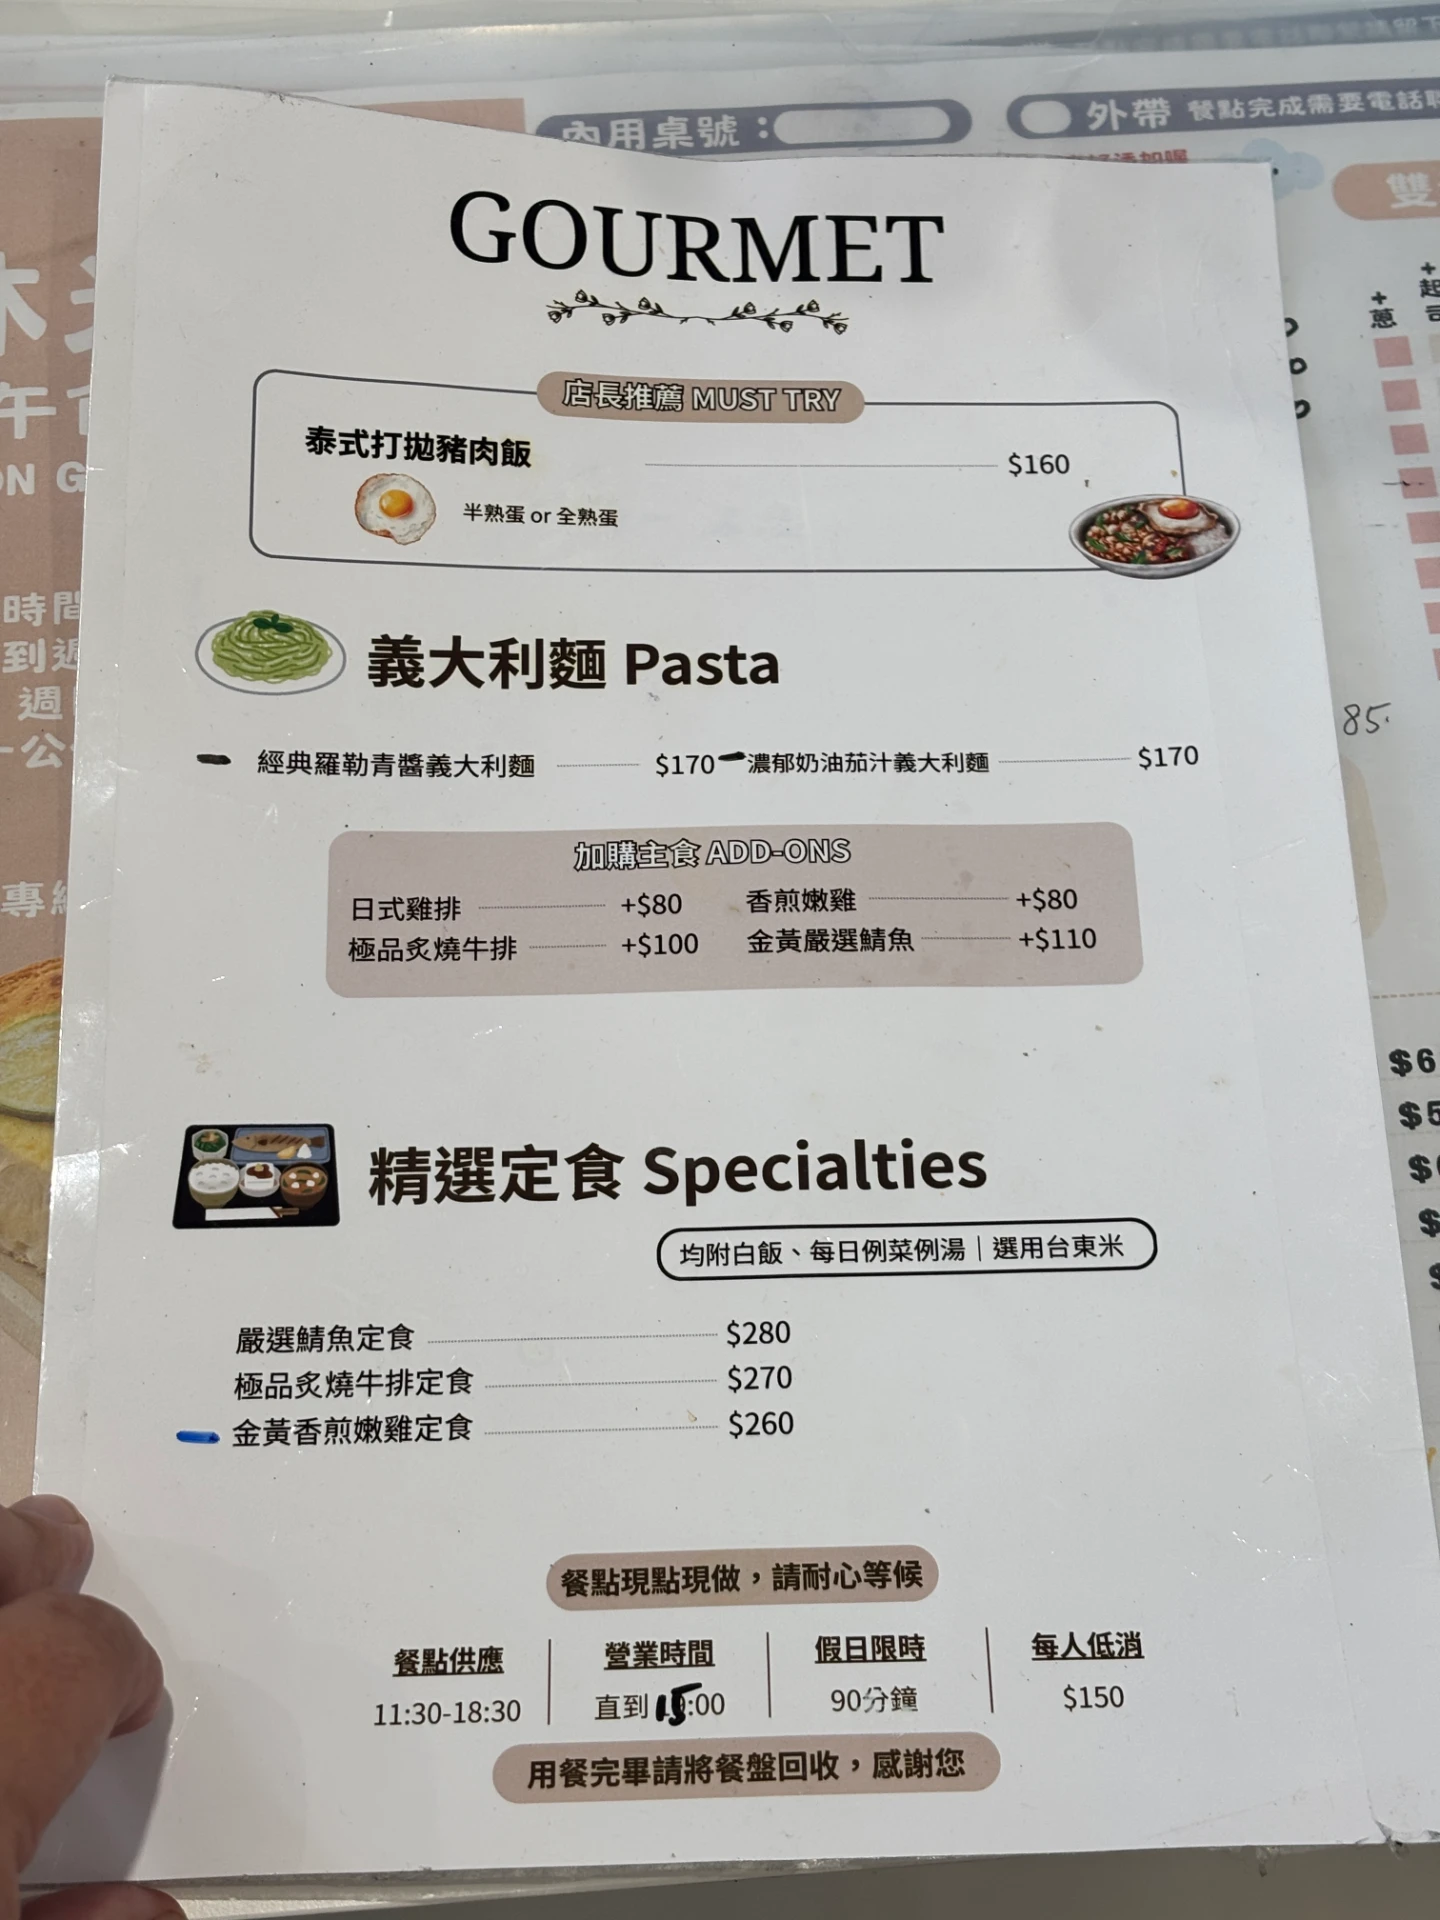 內用桌號：
外帶 餐點完成需要電話
GOURMET
店長推薦 MUST TRY
泰式打拋豬肉飯 $160
半熟蛋 or 全熟蛋
義大利麵 Pasta
經典羅勒青醬義大利麵 $170 濃郁奶油茄汁義大利麵 $170
加購主食 ADD-ONS
日式雞排 +$80 香煎嫩雞 +$80
極品炙燒牛排 +$100 金黃嚴選鯖魚 +$110
精選定食 Specialties
均附白飯、每日例菜例湯｜選用台東米
嚴選鯖魚定食 $280
極品炙燒牛排定食 $270
金黃香煎嫩雞定食 $260
餐點現點現做，請耐心等候
餐點供應 營業時間 假日限時 每人低消
11:30-18:30 直到15:00 90分鐘 $150
用餐完畢請將餐盤回收，感謝您
時間
+
蔥
85.